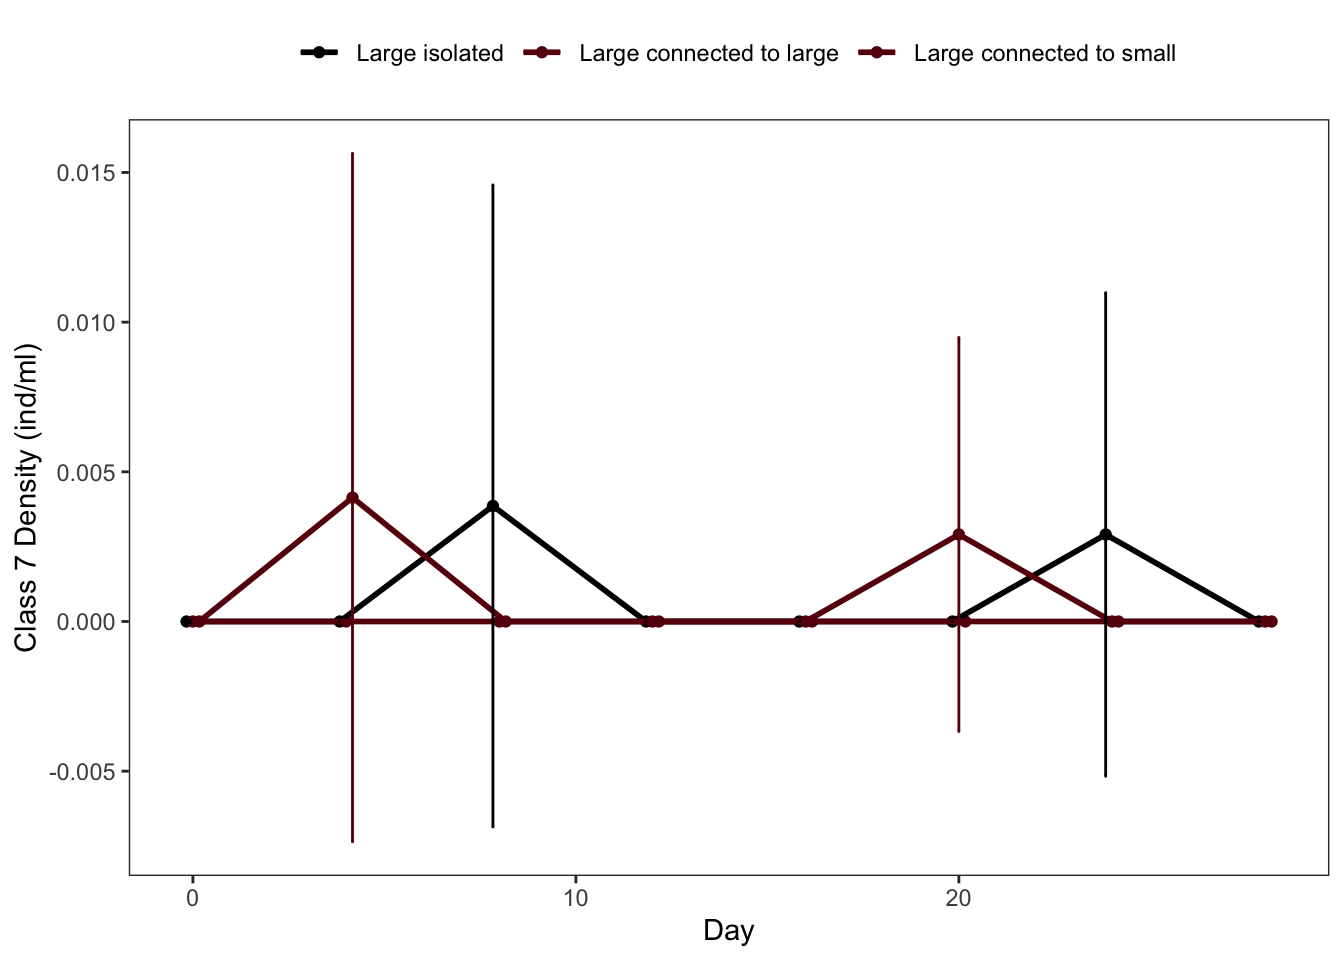 Large isolated Large connected to large Large connected to small
0.015
0.010
0.005
0.000
-0.005
Class 7 Density (ind/ml)
0 10 20
Day